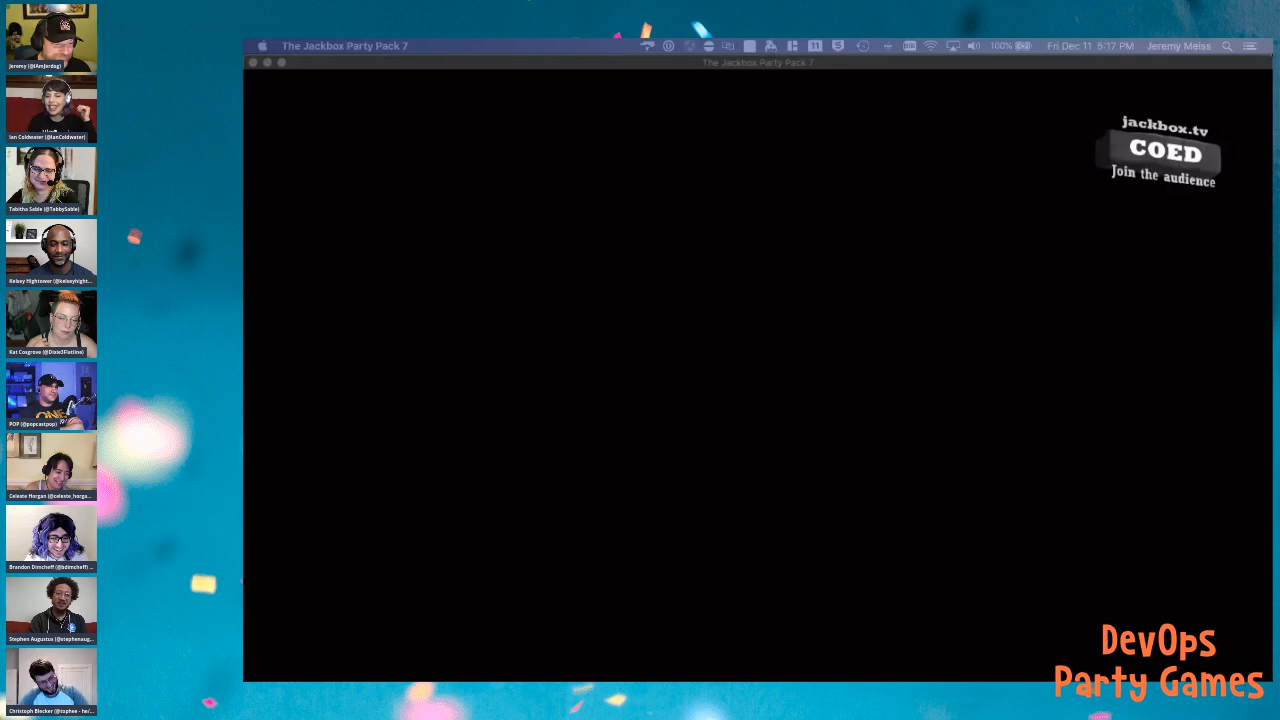 Jeremy (@IAmJerdog)
Ian Coldwater (@IanColdwater)
Tabitha Sable (@TabbySable)
Kelsey Hightower (@kelseyhight...
Kat Cosgrove (@Dixie3Flatline)
POP (@popcastpop)
Celeste Horgan (@celeste_horga...
Brandon Dimcheff (@bdimcheff) ...
Stephen Augustus (@stephenaug...
Christoph Blecker (@tophee - he/...
The Jackbox Party Pack 7
11
5
100%
Fri Dec 11 5:17 PM
Jeremy Meiss
The Jackbox Party Pack 7
jackbox.tv
COED
Join the audience
DevOps
Party Games